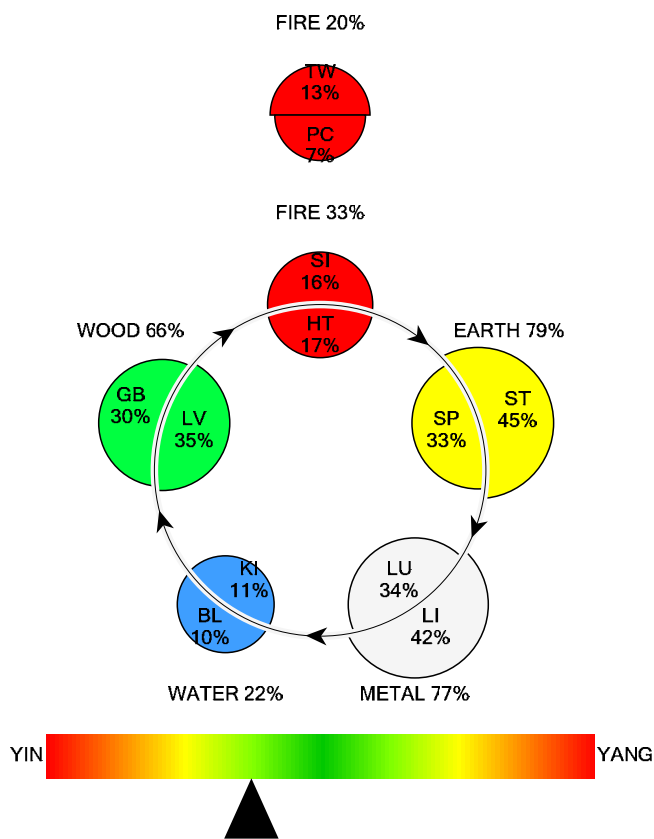 FIRE 20%
TW
13%
PC
7%
FIRE 33%
SI
16%
HT
17%
WOOD 66%
EARTH 79%
GB
30%
LV
35%
SP
33%
ST
45%
KI
11%
BL
10%
LU
34%
LI
42%
WATER 22%
METAL 77%
YIN
YANG